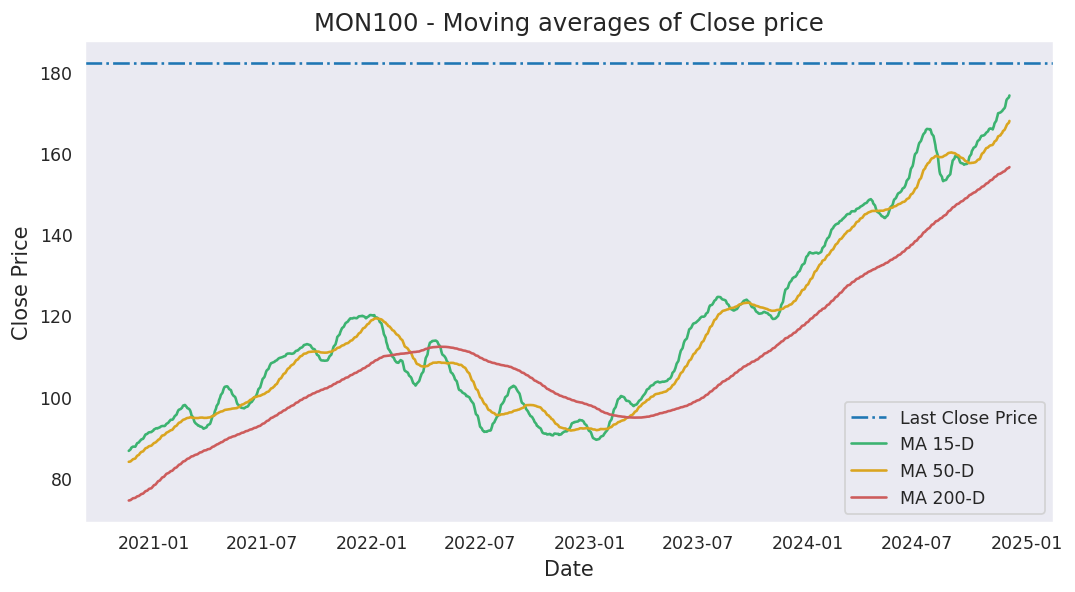 MON100 - Moving averages of Close price
Close Price
180
160
140
120
100
80
Last Close Price
MA 15-D
MA 50-D
MA 200-D
2021-01 2021-07 2022-01 2022-07 2023-01 2023-07 2024-01 2024-07 2025-01
Date